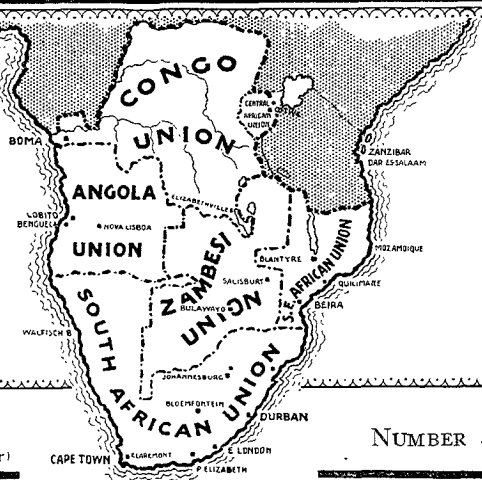 CONGO
UNION
CENTRAL
AFRICAN
UNION
BOMA
ZANZIBAR
DAR ES SALAAM
ANGOLA
UNION
ELIZABETHVILLE
LOBITO
BENGUEL
NOVA LISBOA
ZAMBESI
UNION
BLANTYRE
S.E. AFRICAN UNION
MOZAMBIQUE
SALISBURY
QUILIMANE
BULAWAYO
BEIRA
SOUTH AFRICAN UNION
WALFISCH B
JOHANNESBURG
BLOEMFONTEIN
DURBAN
NUMBER
CAPE TOWN
CLAREMONT
E LONDON
P ELIZABETH